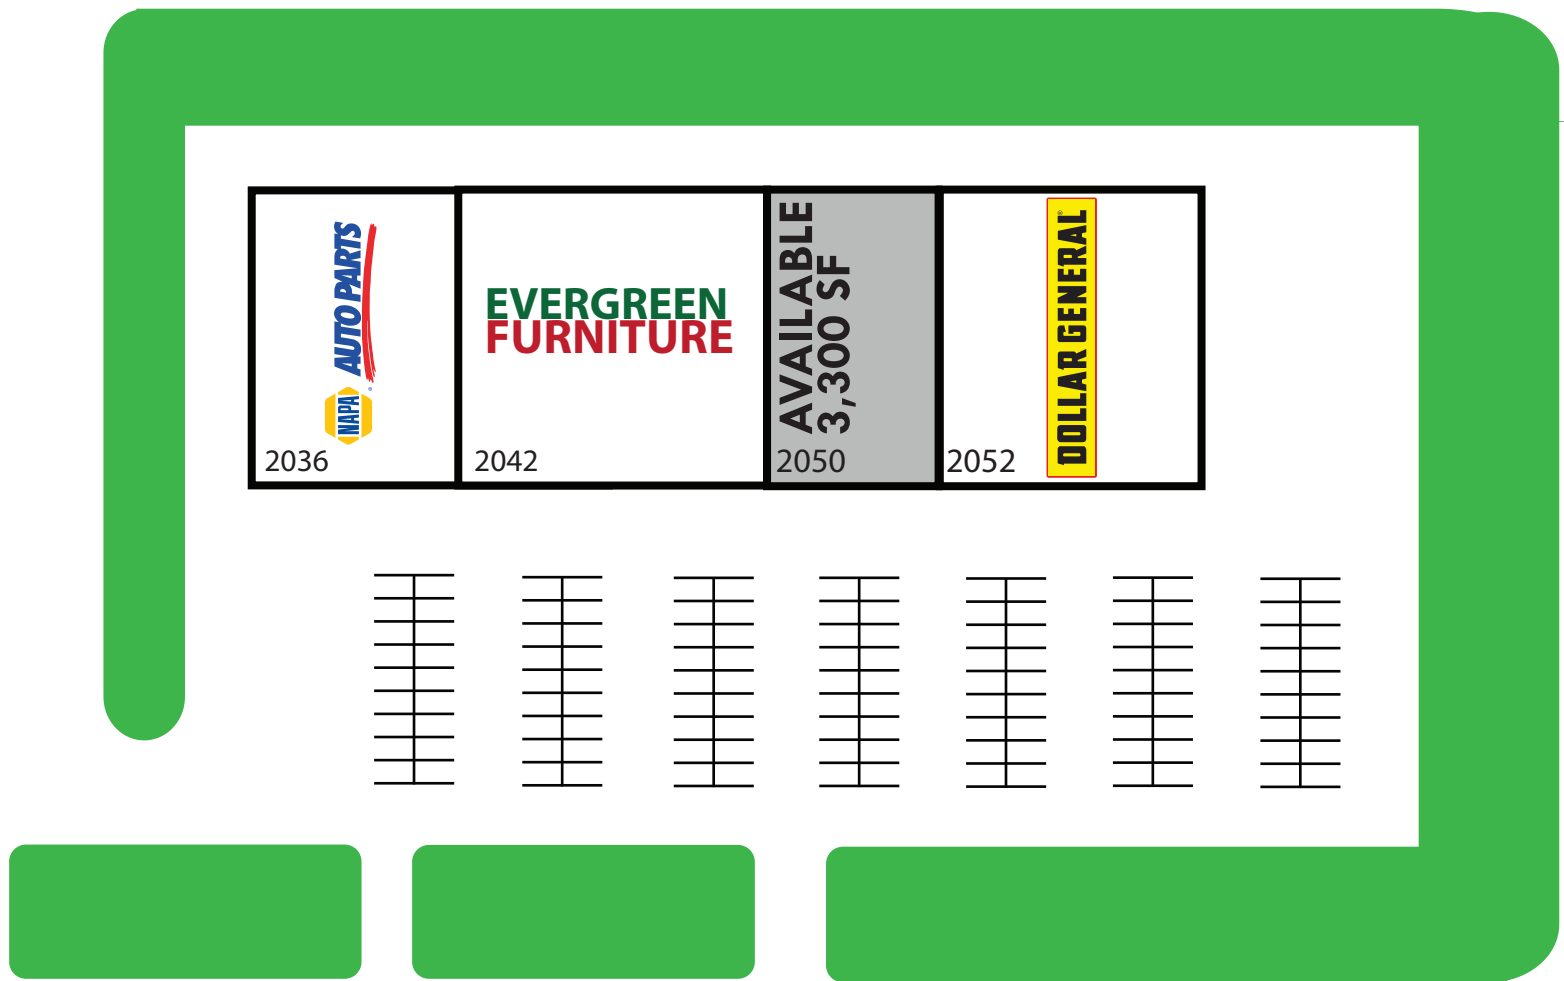 NAPA AUTO PARTS
2036
EVERGREEN
FURNITURE
2042
AVAILABLE
3,300 SF
2050
DOLLAR GENERAL®
2052